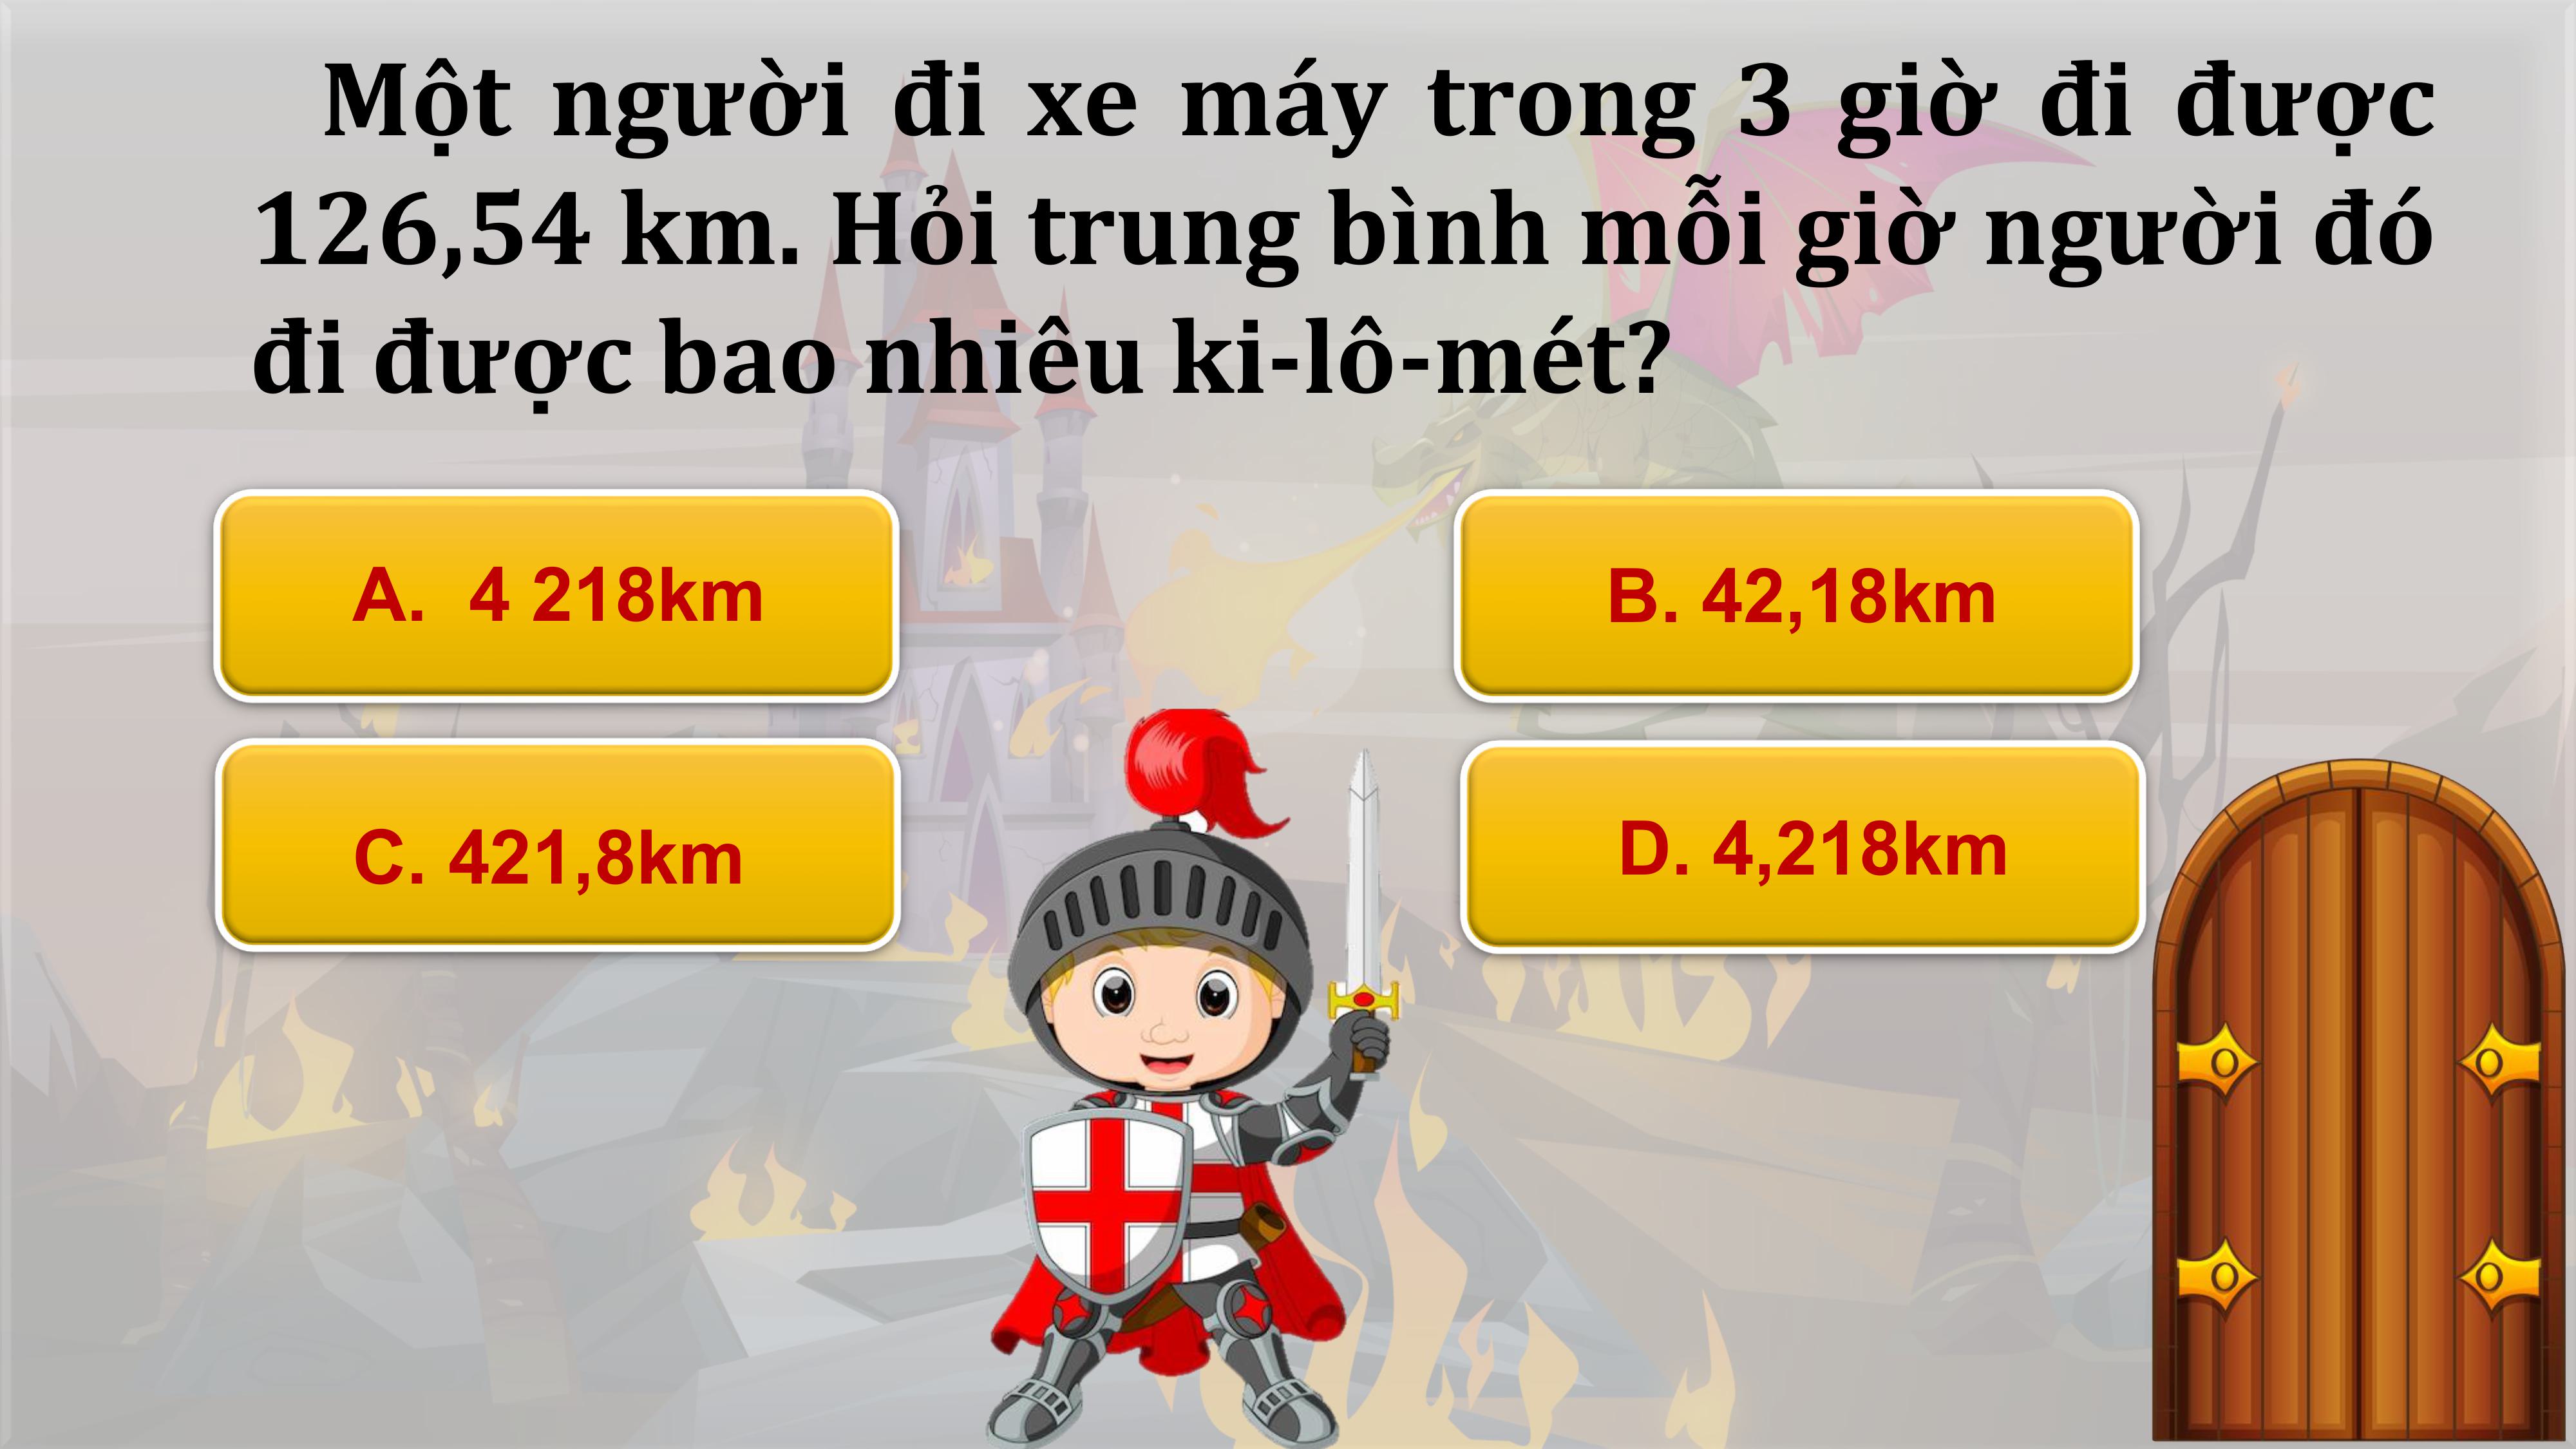 Một người đi xe máy trong 3 giờ đi được
126,54 km. Hỏi trung bình mỗi giờ người đó
đi được bao nhiêu ki-lô-mét?
A. 4 218km
B. 42,18km
C. 421,8km
D. 4,218km